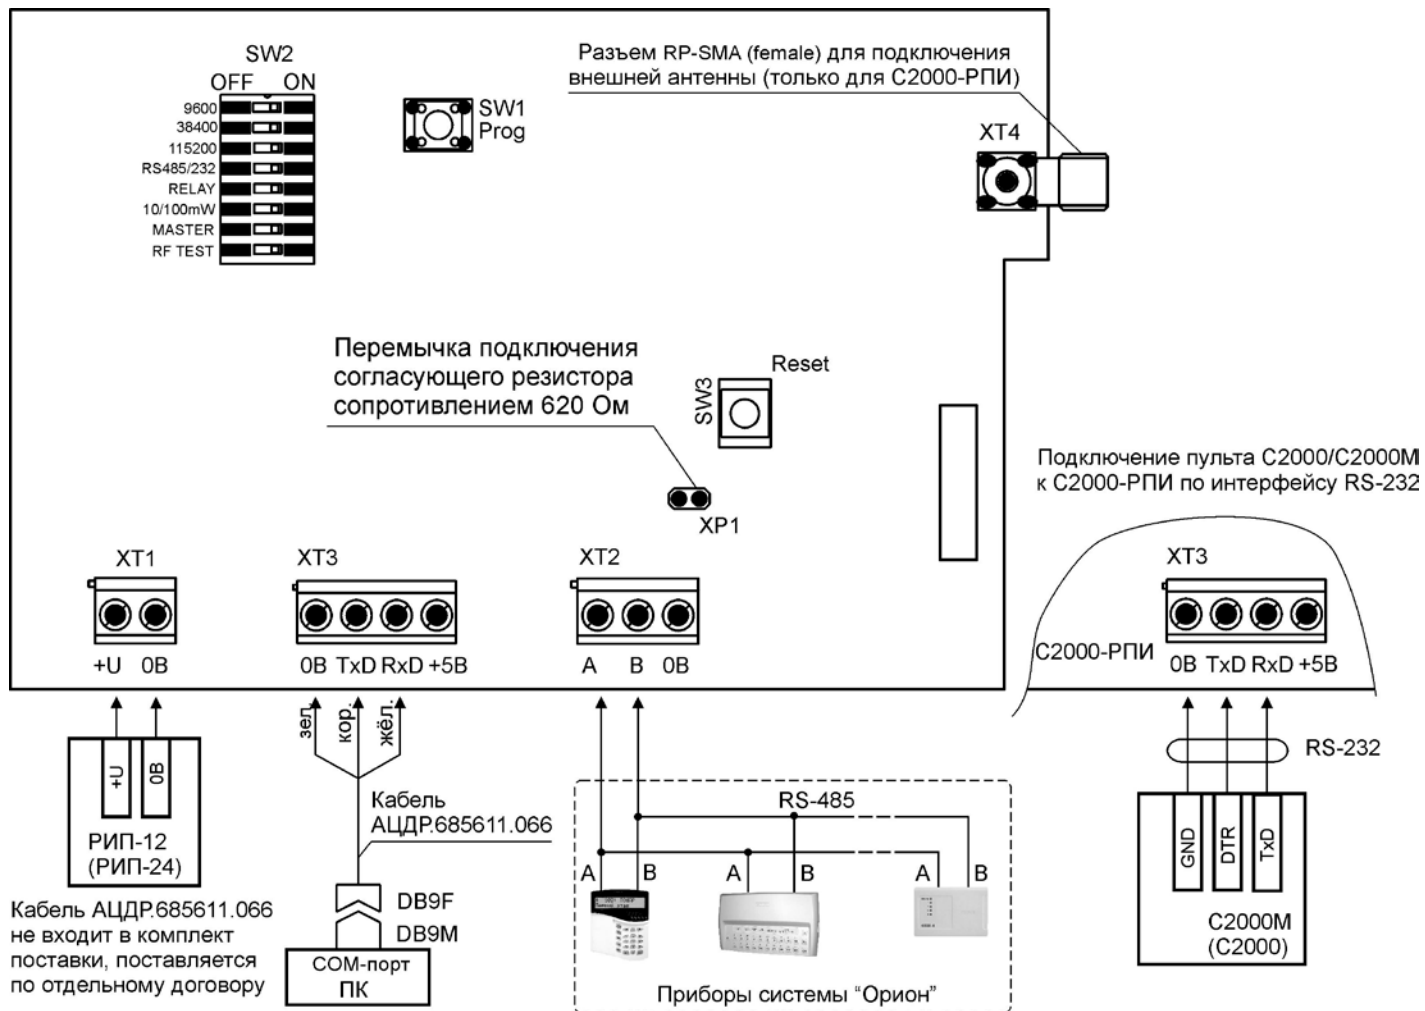 SW2
OFF ON
9600
38400
115200
RS485/232
RELAY
10/100mW
MASTER
RF TEST
SW1
Prog
Разъем RP-SMA (female) для подключения
внешней антенны (только для С2000-РПИ)
XT4
Перемычка подключения
согласующего резистора
сопротивлением 620 Ом
Reset
SW3
XP1
Подключение пульта С2000/С2000М
к С2000-РПИ по интерфейсу RS-232
XT1
+U 0В
XT3
0В TxD RxD +5В
XT2
A B 0В
XT3
С2000-РПИ
0В TxD RxD +5В
зел.
кор.
жёл.
+U
0В
РИП-12
(РИП-24)
Кабель
АЦДР.685611.066
DB9F
DB9M
COM-порт
ПК
Кабель АЦДР.685611.066
не входит в комплект
поставки, поставляется
по отдельному договору
RS-485
A B
A B
A B
Приборы системы “Орион”
RS-232
GND
DTR
TxD
С2000М
(С2000)